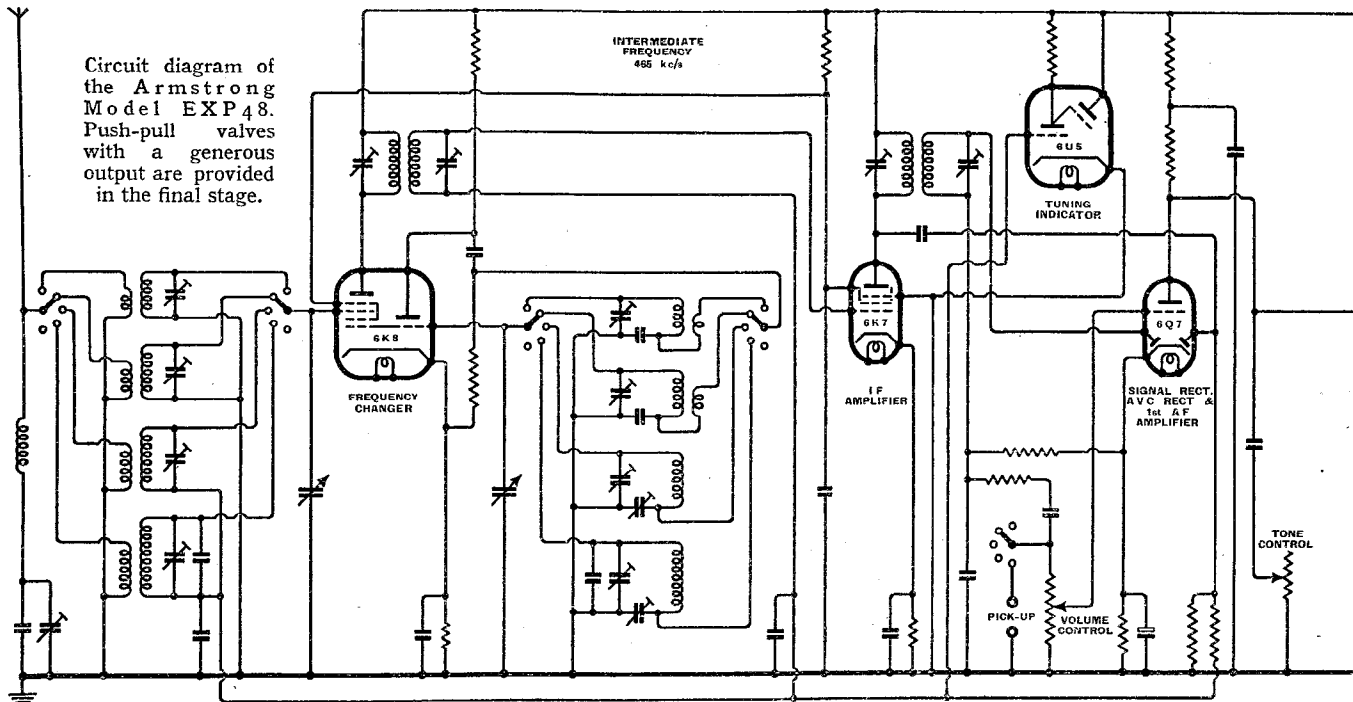 Circuit diagram of
the Armstrong
Model EXP48.
Push-pull valves
with a generous
output are provided
in the final stage.
INTERMEDIATE
FREQUENCY
465 kc/s
6U5
TUNING
INDICATOR
6K8
FREQUENCY
CHANGER
6K7
I F
AMPLIFIER
6Q7
SIGNAL RECT.
AVC RECT &
1st AF
AMPLIFIER
PICK-UP
VOLUME
CONTROL
TONE
CONTROL